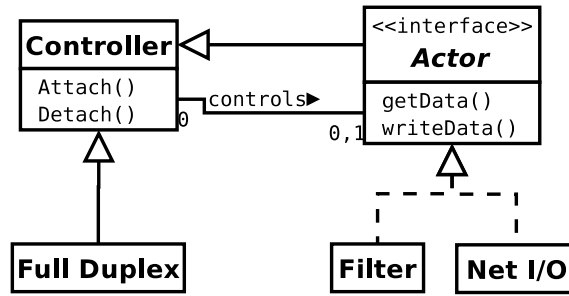 Controller
Attach()
Detach()
<<interface>>
Actor
getData()
writeData()
controls▶
0
0,1
Full Duplex
Filter
Net I/O